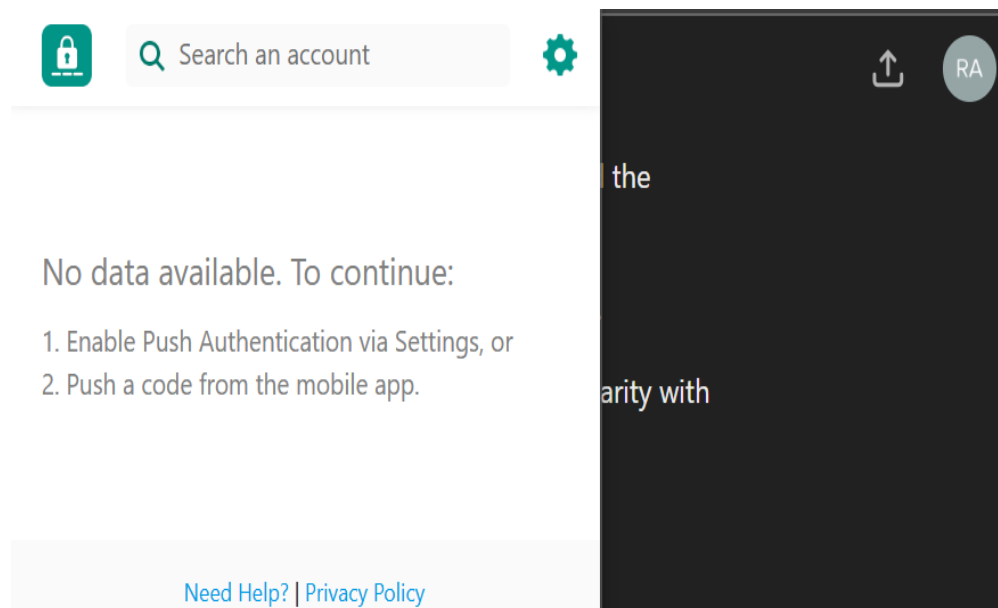 Search an account
RA
the
No data available. To continue:
1. Enable Push Authentication via Settings, or
2. Push a code from the mobile app.
arity with
Need Help? | Privacy Policy